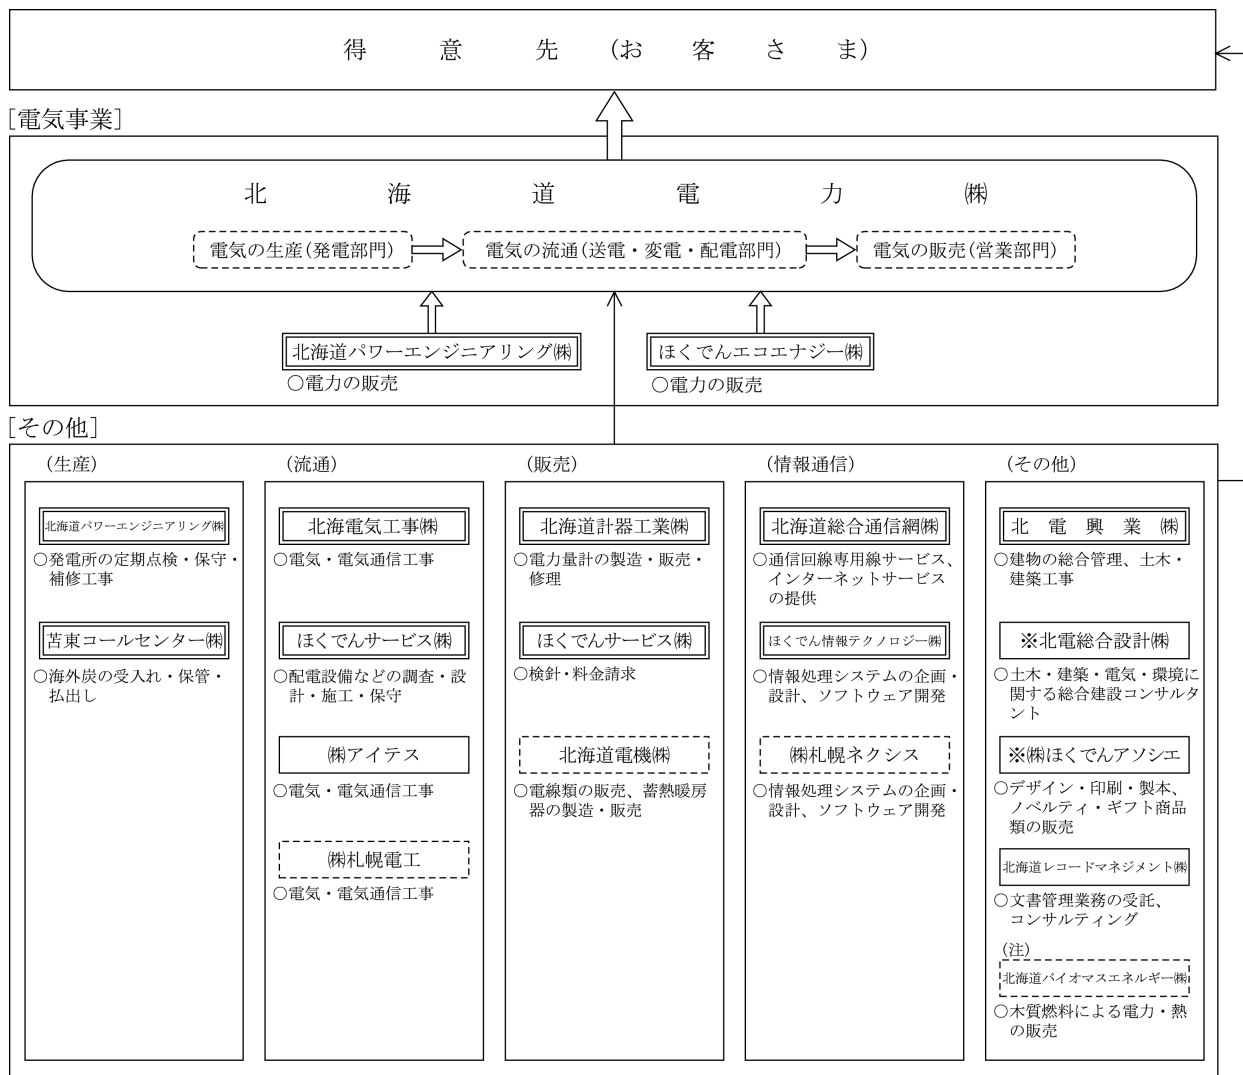 得意先(お客さま)
[電気事業]
北海道電力㈱
電気の生産(発電部門)
電気の流通(送電・変電・配電部門)
電気の販売(営業部門)
北海道パワーエンジニアリング㈱
○電力の販売
ほくでんエコエナジー㈱
○電力の販売
[その他]
(生産)
北海道パワーエンジニアリング㈱
○発電所の定期点検・保守・
補修工事
苫東コールセンター㈱
○海外炭の受入れ・保管・
払出し
(流通)
北海電気工事㈱
○電気・電気通信工事
ほくでんサービス㈱
○配電設備などの調査・設
計・施工・保守
㈱アイテス
○電気・電気通信工事
㈱札幌電工
○電気・電気通信工事
(販売)
北海道計器工業㈱
○電力量計の製造・販売・
修理
ほくでんサービス㈱
○検針・料金請求
北海道電機㈱
○電線類の販売、蓄熱暖房
器の製造・販売
(情報通信)
北海道総合通信網㈱
○通信回線専用線サービス、
インターネットサービス
の提供
ほくでん情報テクノロジー㈱
○情報処理システムの企画・
設計、ソフトウェア開発
㈱札幌ネクシス
○情報処理システムの企画・
設計、ソフトウェア開発
(その他)
北電興業㈱
○建物の総合管理、土木・
建築工事
※北電総合設計㈱
○土木・建築・電気・環境に
関する総合建設コンサルタ
ント
※㈱ほくでんアソシエ
○デザイン・印刷・製本、
ノベルティ・ギフト商品
類の販売
北海道レコードマネジメント㈱
○文書管理業務の受託、
コンサルティング
(注)
北海道バイオマスエネルギー㈱
○木質燃料による電力・熱
の販売